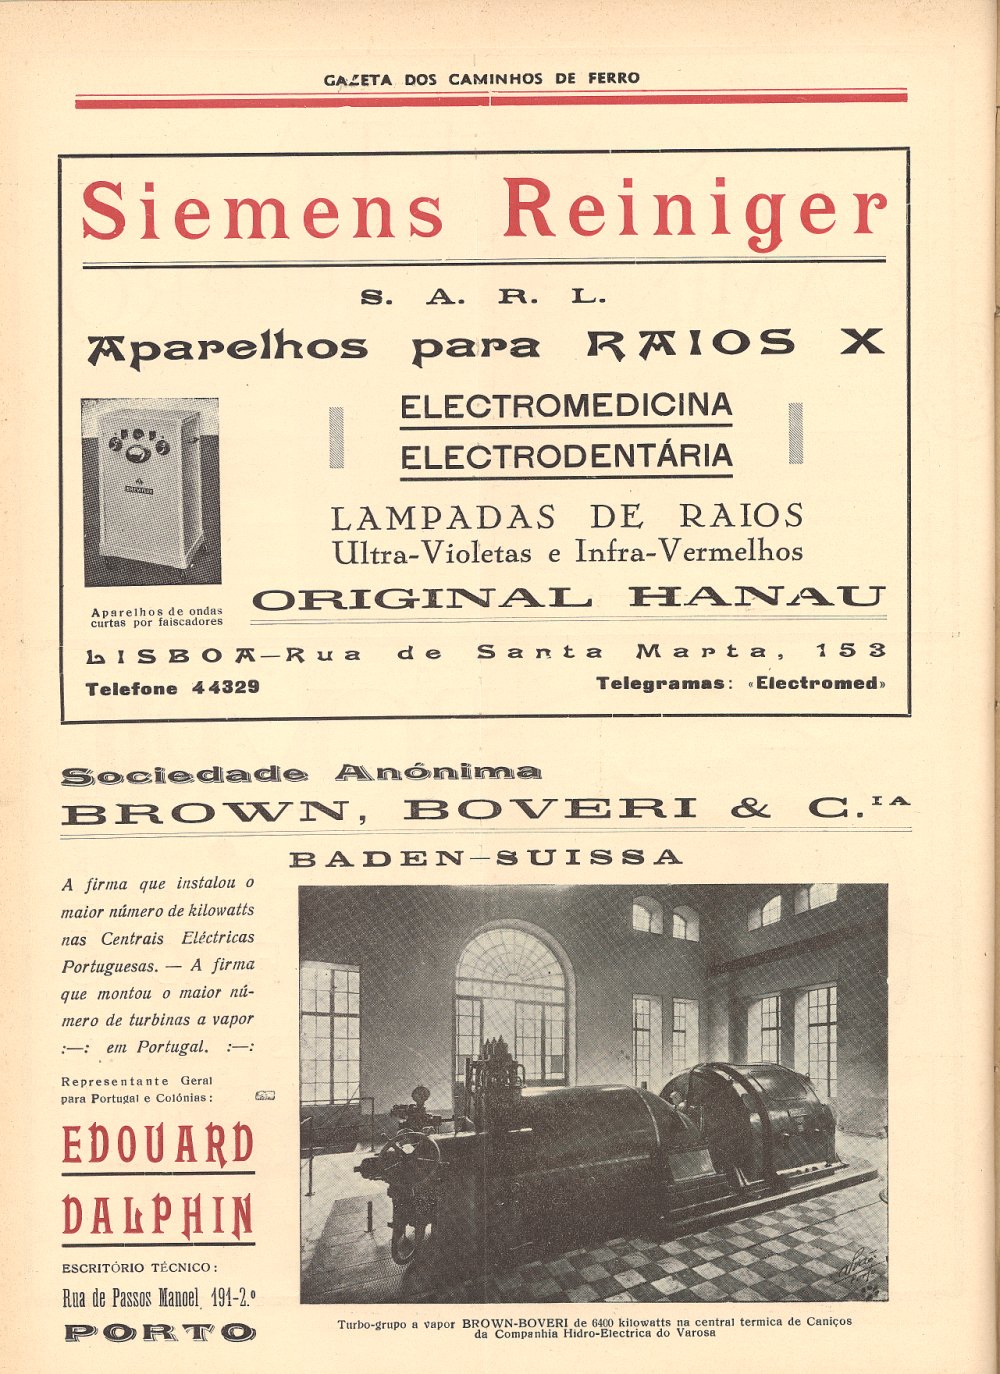 GAZETA DOS CAMINHOS DE FERRO
Siemens Reiniger
S. A. R. L.
Aparelhos para RAIOS X
ELECTROMEDICINA
ELECTRODENTÁRIA
LAMPADAS DE RAIOS
Ultra-Violetas e Infra-Vermelhos
ORIGINAL HANAU
Aparelhos de ondas
curtas por faiscadores
LISBOA—Rua de Santa Marta, 153
Telefone 44329
Telegramas: «Electromed»
Sociedade Anónima
BROWN, BOVERI & C.IA
BADEN—SUISSA
A firma que instalou o
maior número de kilowatts
nas Centrais Eléctricas
Portuguesas. — A firma
que montou o maior nú-
mero de turbinas a vapor
:—: em Portugal. :—:
Representante Geral
para Portugal e Colónias:
EDOUARD
DALPHIN
ESCRITÓRIO TÉCNICO:
Rua de Passos Manoel, 191-2.º
PORTO
Turbo-grupo a vapor BROWN-BOVERI de 6400 kilowatts na central termica de Caniços
da Companhia Hidro-Electrica do Varosa